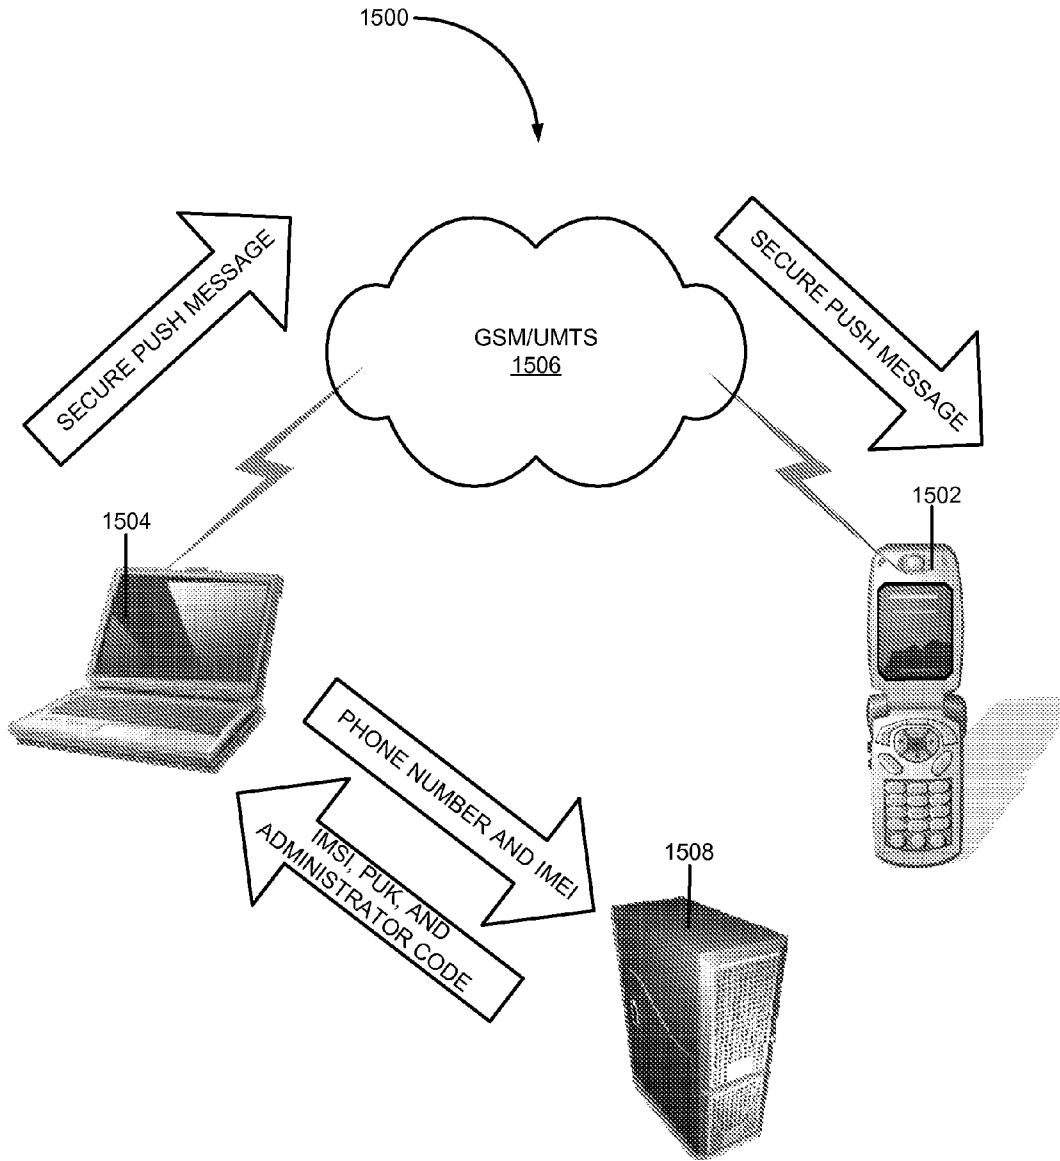 1500
SECURE PUSH MESSAGE
SECURE PUSH MESSAGE
GSM/UMTS
1506
1504
1502
PHONE NUMBER AND IMEI
IMSI, PUK, AND
ADMINISTRATOR CODE
1508